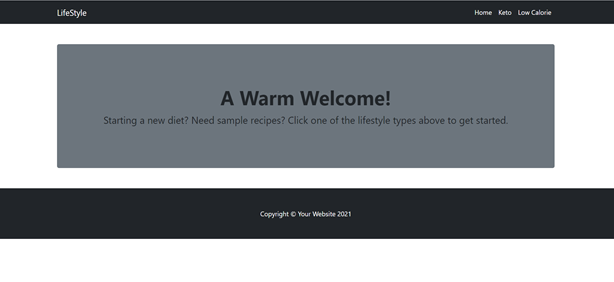 LifeStyle
Home Keto Low Calorie
A Warm Welcome!
Starting a new diet? Need sample recipes? Click one of the lifestyle types above to get started.
Copyright © Your Website 2021